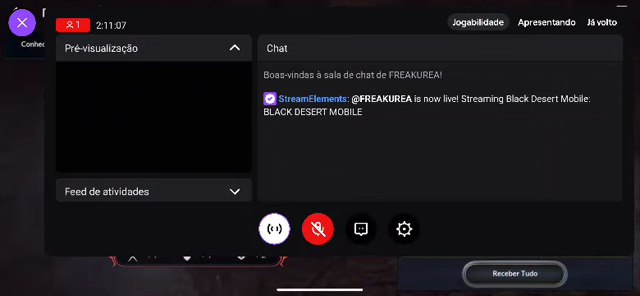 1 2:11:07
Jogabilidade Apresentando Já volto
Conhec
Pré-visualização
Chat
Boas-vindas à sala de chat de FREAKUREA!
StreamElements: @FREAKUREA is now live! Streaming Black Desert Mobile:
BLACK DESERT MOBILE
Feed de atividades
Receber Tudo